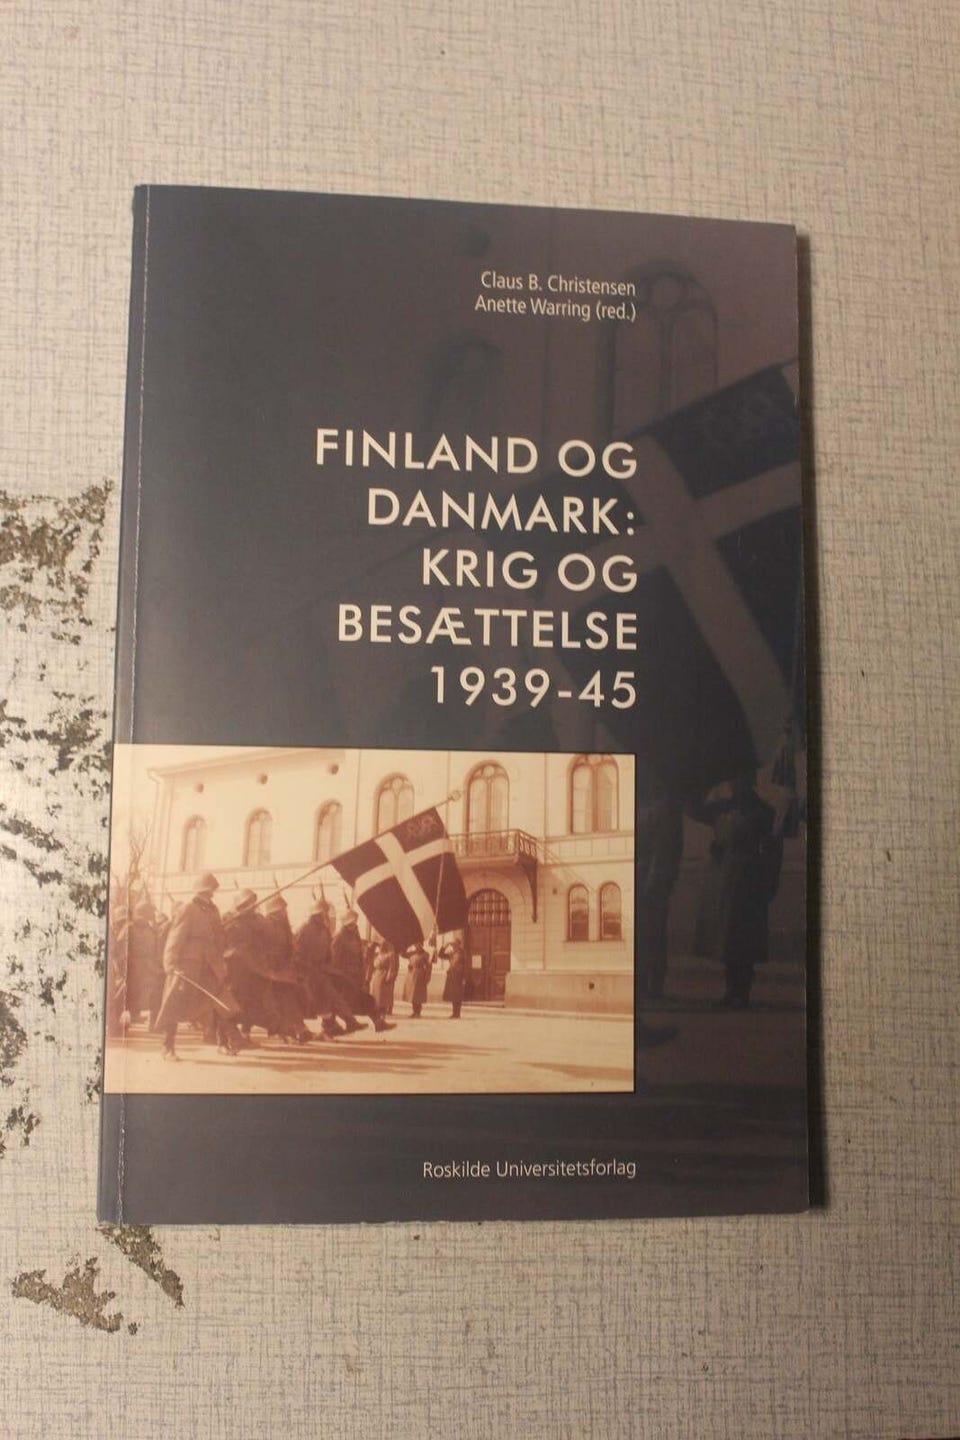 Claus B. Christensen
Anette Warring (red.)
FINLAND OG
DANMARK:
KRIG OG
BESÆTTELSE
1939-45
Roskilde Universitetsforlag